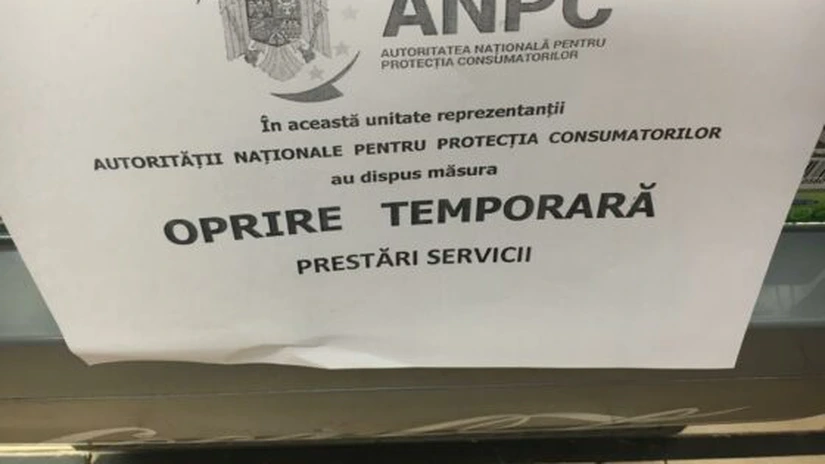 ANPC
AUTORITATEA NAȚIONALĂ PENTRU
PROTECȚIA CONSUMATORILOR
În această unitate reprezentanții
AUTORITĂȚII NAȚIONALE PENTRU PROTECȚIA CONSUMATORILOR
au dispus măsura
OPRIRE TEMPORARĂ
PRESTĂRI SERVICII